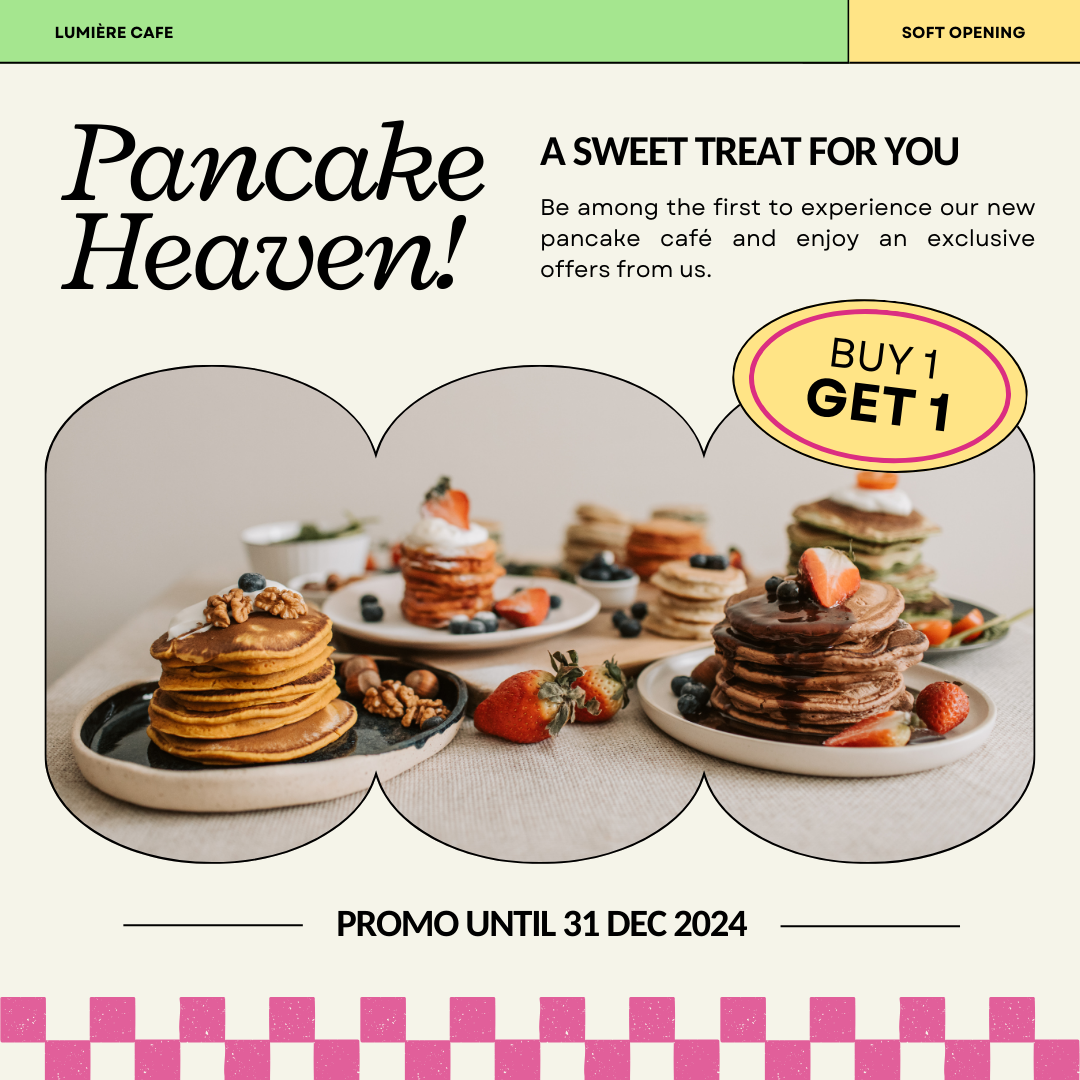 LUMIÈRE CAFE
SOFT OPENING
Pancake
Heaven!
A SWEET TREAT FOR YOU
Be among the first to experience our new
pancake café and enjoy an exclusive
offers from us.
BUY 1
GET 1
PROMO UNTIL 31 DEC 2024